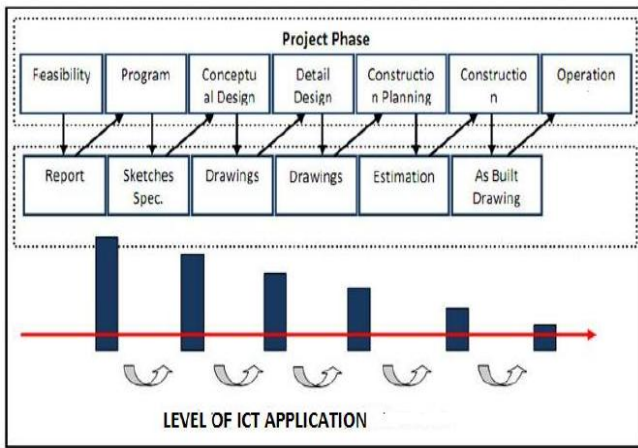 Project Phase
Feasibility
Program
Conceptu
al Design
Detail
Design
Constructio
n Planning
Constructio
n
Operation
Report
Sketches
Spec.
Drawings
Drawings
Estimation
As Built
Drawing
LEVEL OF ICT APPLICATION